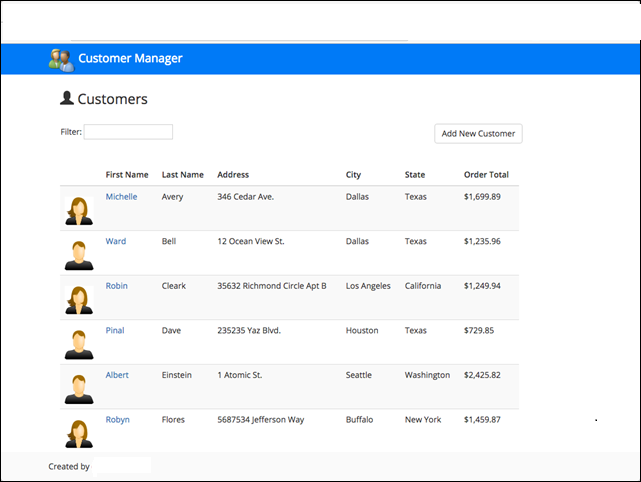 Customer Manager
Customers
Filter:
Add New Customer
First Name Last Name Address City State Order Total
Michelle Avery 346 Cedar Ave. Dallas Texas $1,699.89
Ward Bell 12 Ocean View St. Dallas Texas $1,235.96
Robin Cleark 35632 Richmond Circle Apt B Los Angeles California $1,249.94
Pinal Dave 235235 Yaz Blvd. Houston Texas $729.85
Albert Einstein 1 Atomic St. Seattle Washington $2,425.82
Robyn Flores 5687534 Jefferson Way Buffalo New York $1,459.87
Created by